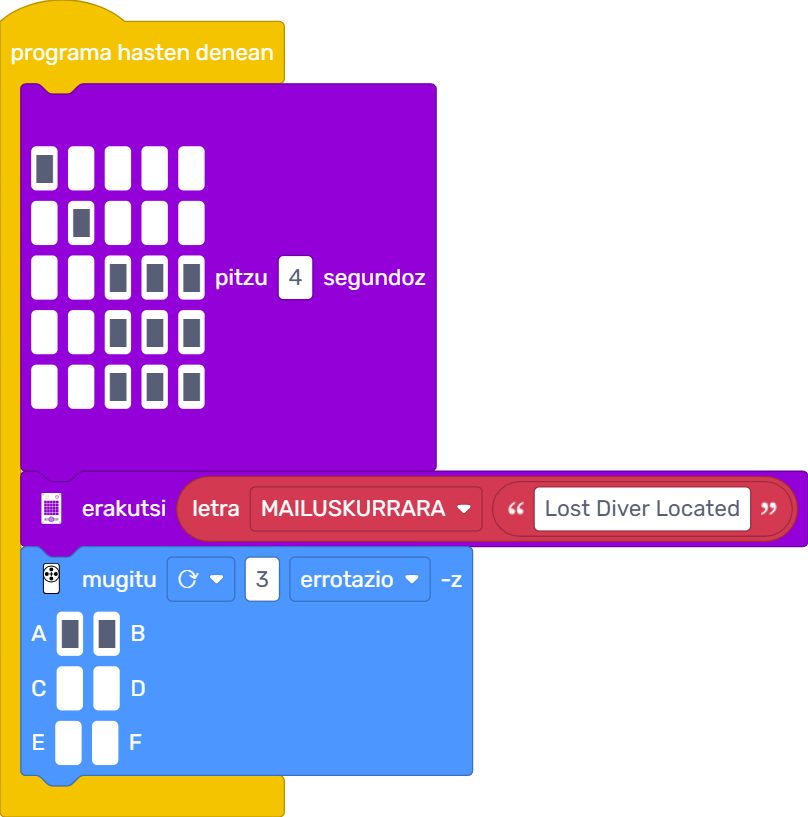 programa hasten denean
pitzu 4 segundoz
erakutsi letra MAILUSKURRARA “ Lost Diver Located ”
mugitu 3 errotazio -z
A B
C D
E F